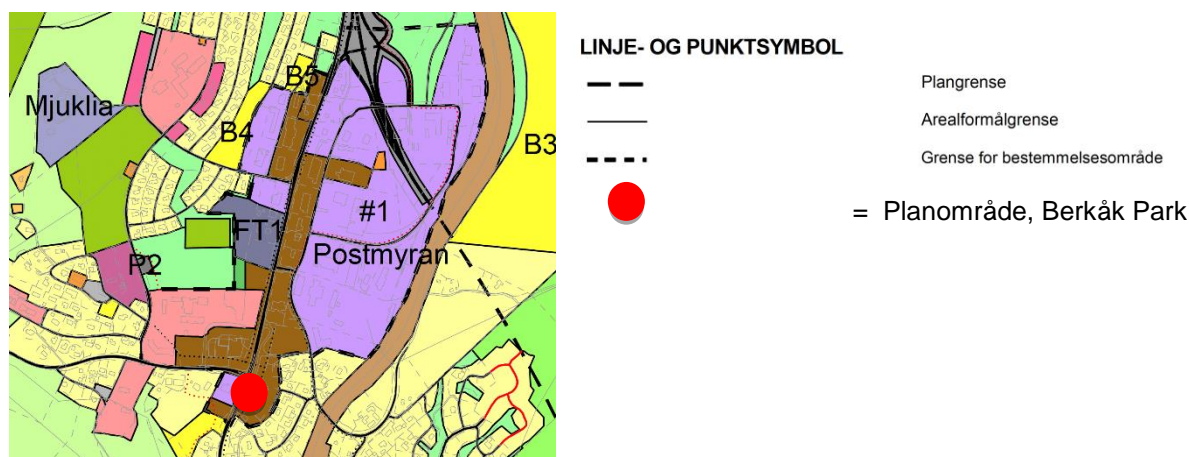 Mjuklia
B5
B4
B3
#1
FT1
Postmyran
P2
LINJE- OG PUNKTSYMBOL
Plangrense
Arealformålgrense
Grense for bestemmelsesområde
= Planområde, Berkåk Park